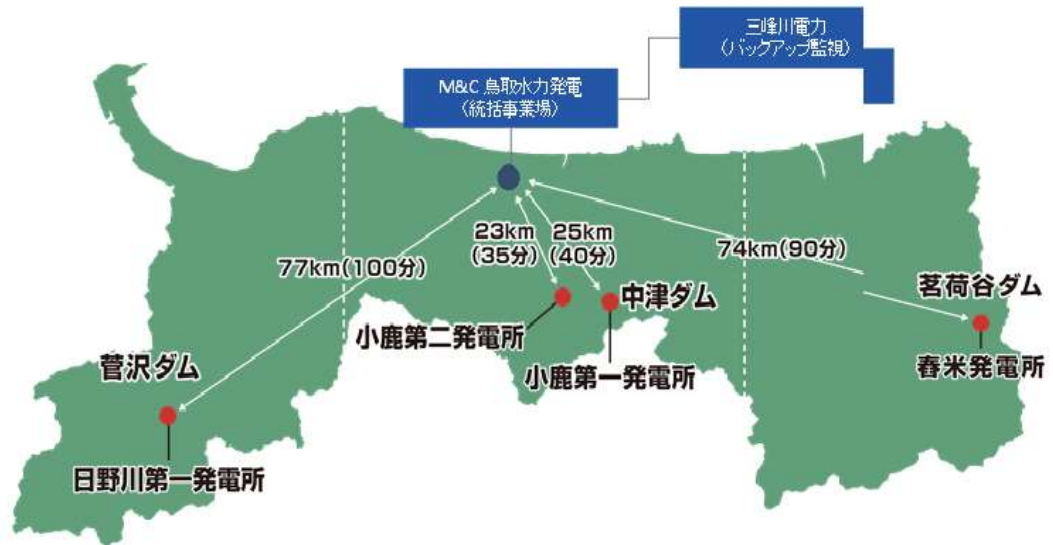 三峰川電力
(バックアップ監視)
M&C 鳥取水力発電
(統括事業場)
23km
(35分)
25km
(40分)
77km(100分)
74km(90分)
中津ダム
茗荷谷ダム
小鹿第二発電所
菅沢ダム
小鹿第一発電所
舂米発電所
日野川第一発電所